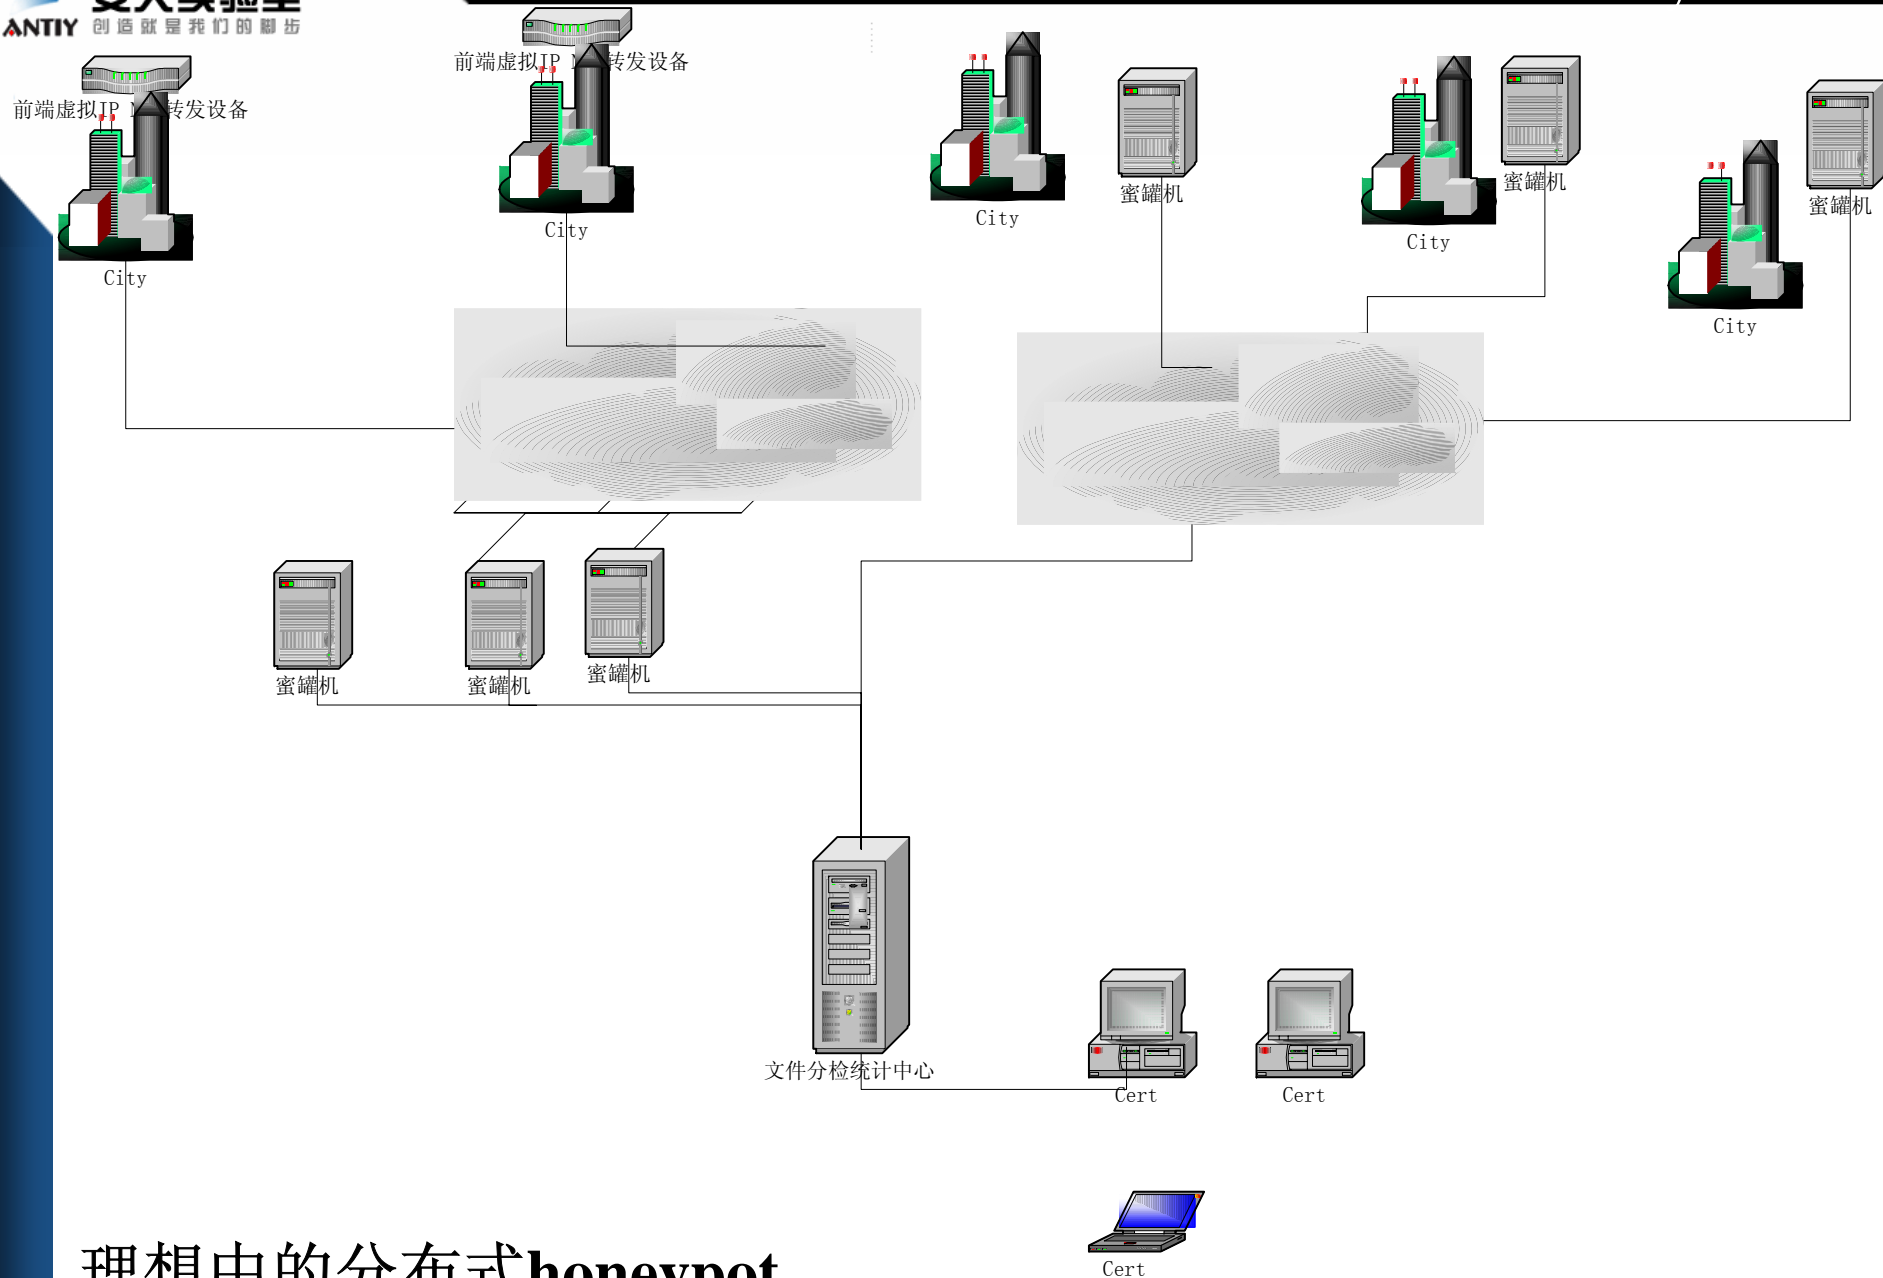 ANTIY 创造就是我们的脚步
前端虚拟IP 转发设备
前端虚拟IP 转发设备
City
City
City
蜜罐机
City
蜜罐机
City
蜜罐机
蜜罐机
蜜罐机
蜜罐机
文件分检统计中心
Cert
Cert
Cert
理想中的分布式honeypot